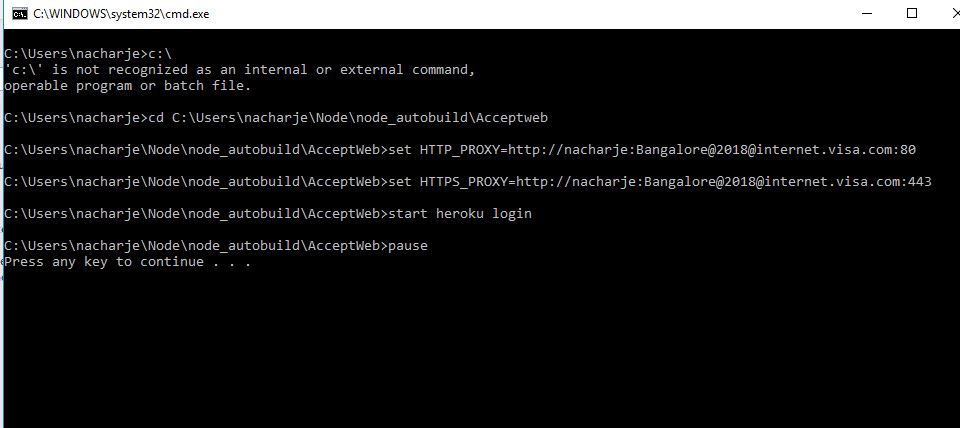 C:\WINDOWS\system32\cmd.exe
C:\Users\nacharje>c:\
'c:\' is not recognized as an internal or external command,
operable program or batch file.
C:\Users\nacharje>cd C:\Users\nacharje\Node\node_autobuild\Acceptweb
C:\Users\nacharje\Node\node_autobuild\AcceptWeb>set HTTP_PROXY=http://nacharje:Bangalore@2018@internet.visa.com:80
C:\Users\nacharje\Node\node_autobuild\AcceptWeb>set HTTPS_PROXY=http://nacharje:Bangalore@2018@internet.visa.com:443
C:\Users\nacharje\Node\node_autobuild\AcceptWeb>start heroku login
C:\Users\nacharje\Node\node_autobuild\AcceptWeb>pause
Press any key to continue . . .